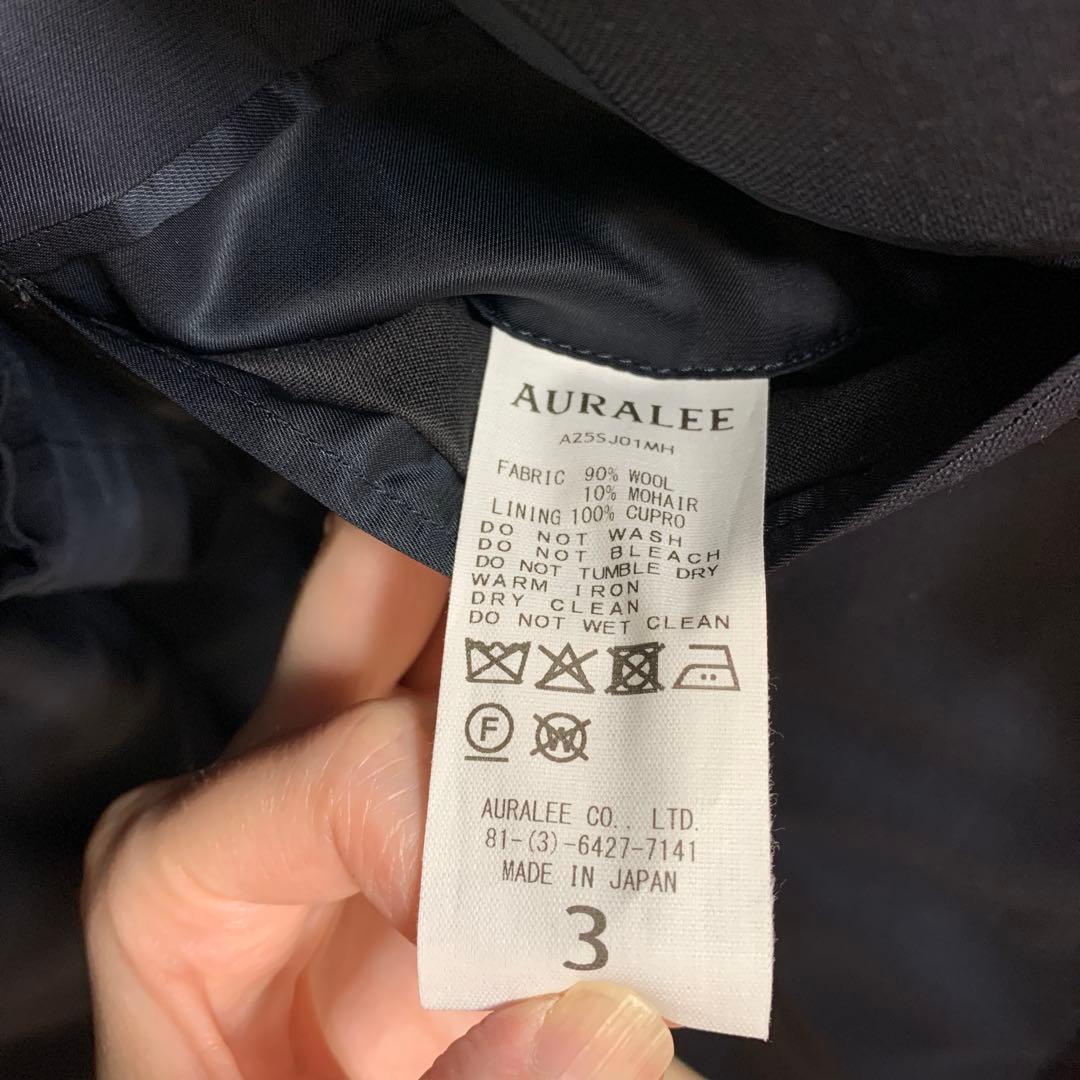 AURALEE
A25SJ01MH
FABRIC 90% WOOL
10% MOHAIR
LINING 100% CUPRO
DO NOT WASH
DO NOT BLEACH
DO NOT TUMBLE DRY
WARM IRON
DRY CLEAN
DO NOT WET CLEAN
F W
AURALEE CO., LTD.
81-(3)-6427-7141
MADE IN JAPAN
3